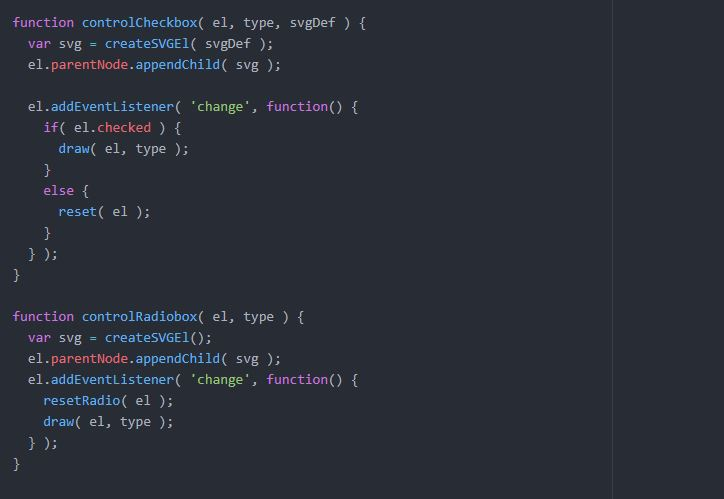 function controlCheckbox( el, type, svgDef ) {
  var svg = createSVGEl( svgDef );
  el.parentNode.appendChild( svg );

  el.addEventListener( 'change', function() {
    if( el.checked ) {
      draw( el, type );
    }
    else {
      reset( el );
    }
  } );
}

function controlRadiobox( el, type ) {
  var svg = createSVGEl();
  el.parentNode.appendChild( svg );
  el.addEventListener( 'change', function() {
    resetRadio( el );
    draw( el, type );
  } );
}